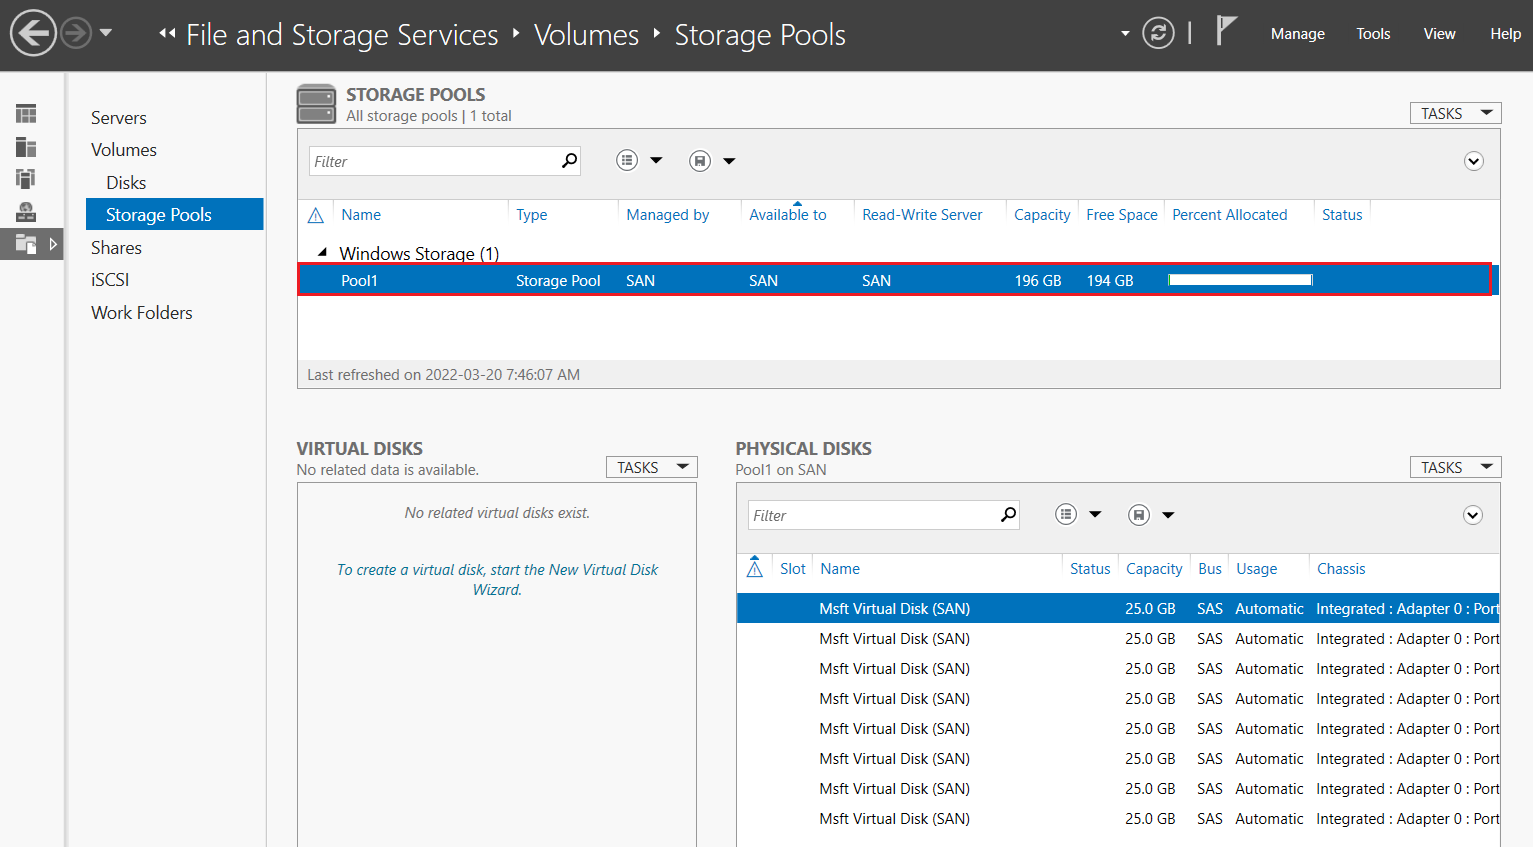 File and Storage Services Volumes Storage Pools
Manage Tools View Help
Servers
Volumes
Disks
Storage Pools
Shares
iSCSI
Work Folders
STORAGE POOLS
All storage pools | 1 total
TASKS
Filter
Name Type Managed by Available to Read-Write Server Capacity Free Space Percent Allocated Status
Windows Storage (1)
Pool1 Storage Pool SAN SAN SAN 196 GB 194 GB
Last refreshed on 2022-03-20 7:46:07 AM
VIRTUAL DISKS
No related data is available.
TASKS
No related virtual disks exist.
To create a virtual disk, start the New Virtual Disk
Wizard.
PHYSICAL DISKS
Pool1 on SAN
TASKS
Filter
Slot Name Status Capacity Bus Usage Chassis
Msft Virtual Disk (SAN) 25.0 GB SAS Automatic Integrated : Adapter 0 : Port
Msft Virtual Disk (SAN) 25.0 GB SAS Automatic Integrated : Adapter 0 : Port
Msft Virtual Disk (SAN) 25.0 GB SAS Automatic Integrated : Adapter 0 : Port
Msft Virtual Disk (SAN) 25.0 GB SAS Automatic Integrated : Adapter 0 : Port
Msft Virtual Disk (SAN) 25.0 GB SAS Automatic Integrated : Adapter 0 : Port
Msft Virtual Disk (SAN) 25.0 GB SAS Automatic Integrated : Adapter 0 : Port
Msft Virtual Disk (SAN) 25.0 GB SAS Automatic Integrated : Adapter 0 : Port
Msft Virtual Disk (SAN) 25.0 GB SAS Automatic Integrated : Adapter 0 : Port